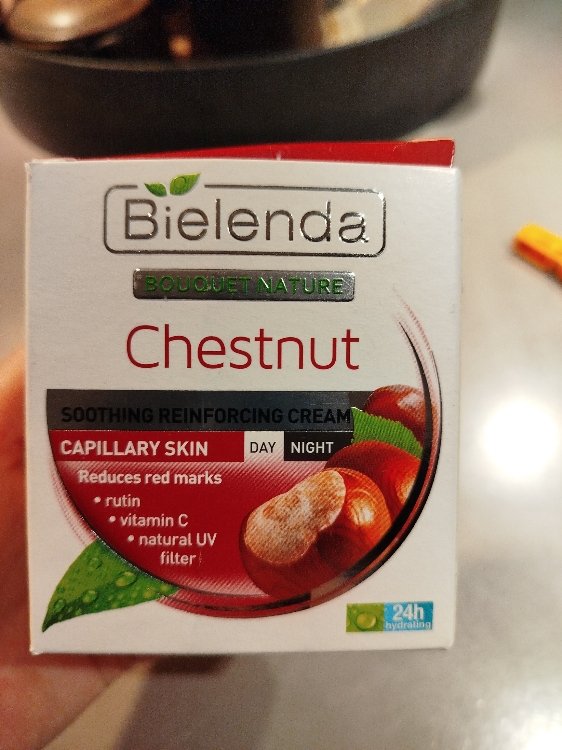 Bielenda
BOUQUET NATURE
Chestnut
SOOTHING REINFORCING CREAM
CAPILLARY SKIN DAY NIGHT
Reduces red marks
• rutin
• vitamin C
• natural UV
filter
24h
hydrating